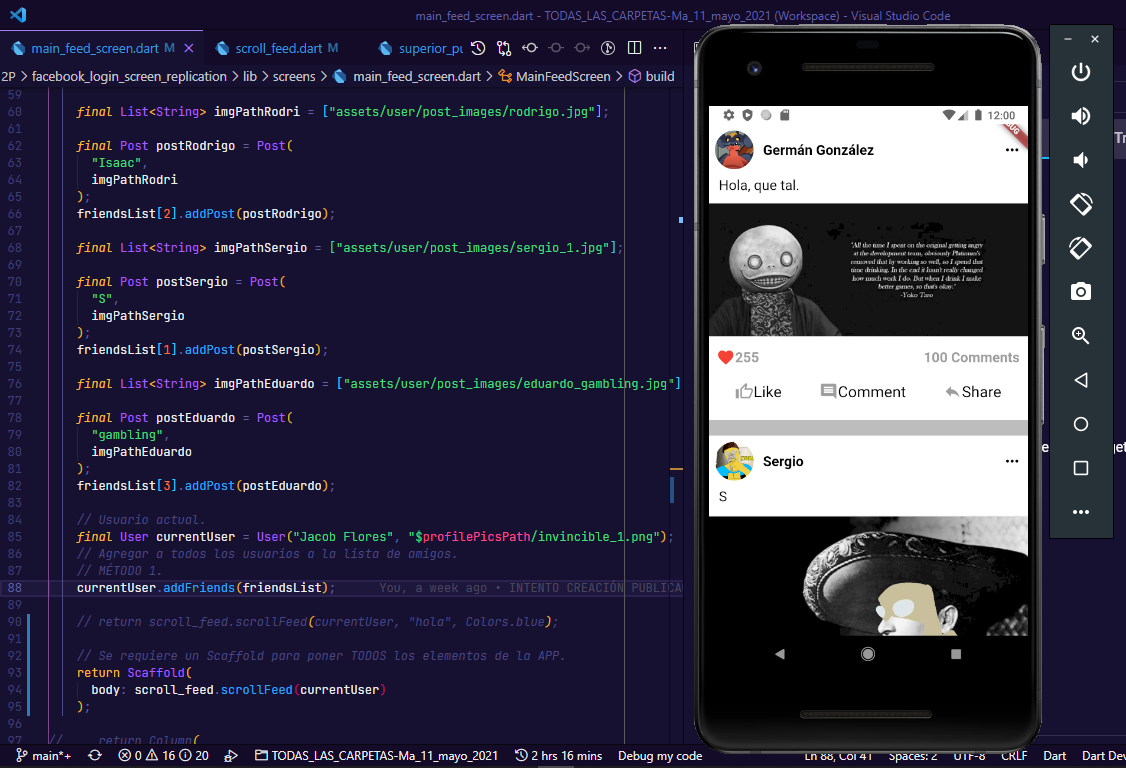 main_feed_screen.dart - TODAS_LAS_CARPETAS-Ma_11_mayo_2021 (Workspace) - Visual Studio Code
main_feed_screen.dart M
scroll_feed.dart M
superior_pu
2P > facebook_login_screen_replication > lib > screens > main_feed_screen.dart > MainFeedScreen > build
59
60 final List<String> imgPathRodri = ["assets/user/post_images/rodrigo.jpg"];
61
62 final Post postRodrigo = Post(
63 "Isaac",
64 imgPathRodri
65 );
66 friendsList[2].addPost(postRodrigo);
67
68 final List<String> imgPathSergio = ["assets/user/post_images/sergio_1.jpg"];
69
70 final Post postSergio = Post(
71 "S",
72 imgPathSergio
73 );
74 friendsList[1].addPost(postSergio);
75
76 final List<String> imgPathEduardo = ["assets/user/post_images/eduardo_gambling.jpg"]
77
78 final Post postEduardo = Post(
79 "gambling",
80 imgPathEduardo
81 );
82 friendsList[3].addPost(postEduardo);
83
84 // Usuario actual.
85 final User currentUser = User("Jacob Flores", "$profilePicsPath/invincible_1.png");
86 // Agregar a todos los usuarios a la lista de amigos.
87 // MÉTODO 1.
88 currentUser.addFriends(friendsList); You, a week ago • INTENTO CREACIÓN PUBLICA
89
90 // return scroll_feed.scrollFeed(currentUser, "hola", Colors.blue);
91
92 // Se requiere un Scaffold para poner TODOS los elementos de la APP.
93 return Scaffold(
94 body: scroll_feed.scrollFeed(currentUser)
95 );
96
97 // return Column(
main*+ 0 16 20 TODAS_LAS_CARPETAS-Ma_11_mayo_2021 2 hrs 16 mins Debug my code Ln 88, Col 41 Spaces: 2 UTF-8 CRLF Dart Dart Dev
12:00
Germán González
Hola, que tal.
"All the time I spent on the original getting angry
at the development team, obviously Platinum's
removed that by working so well, so I spend that
time drinking. In the end it hasn't really changed
how much work I do. But when I drink I make
better games, so that's okay."
-Yoko Taro
255
100 Comments
Like
Comment
Share
Sergio
S